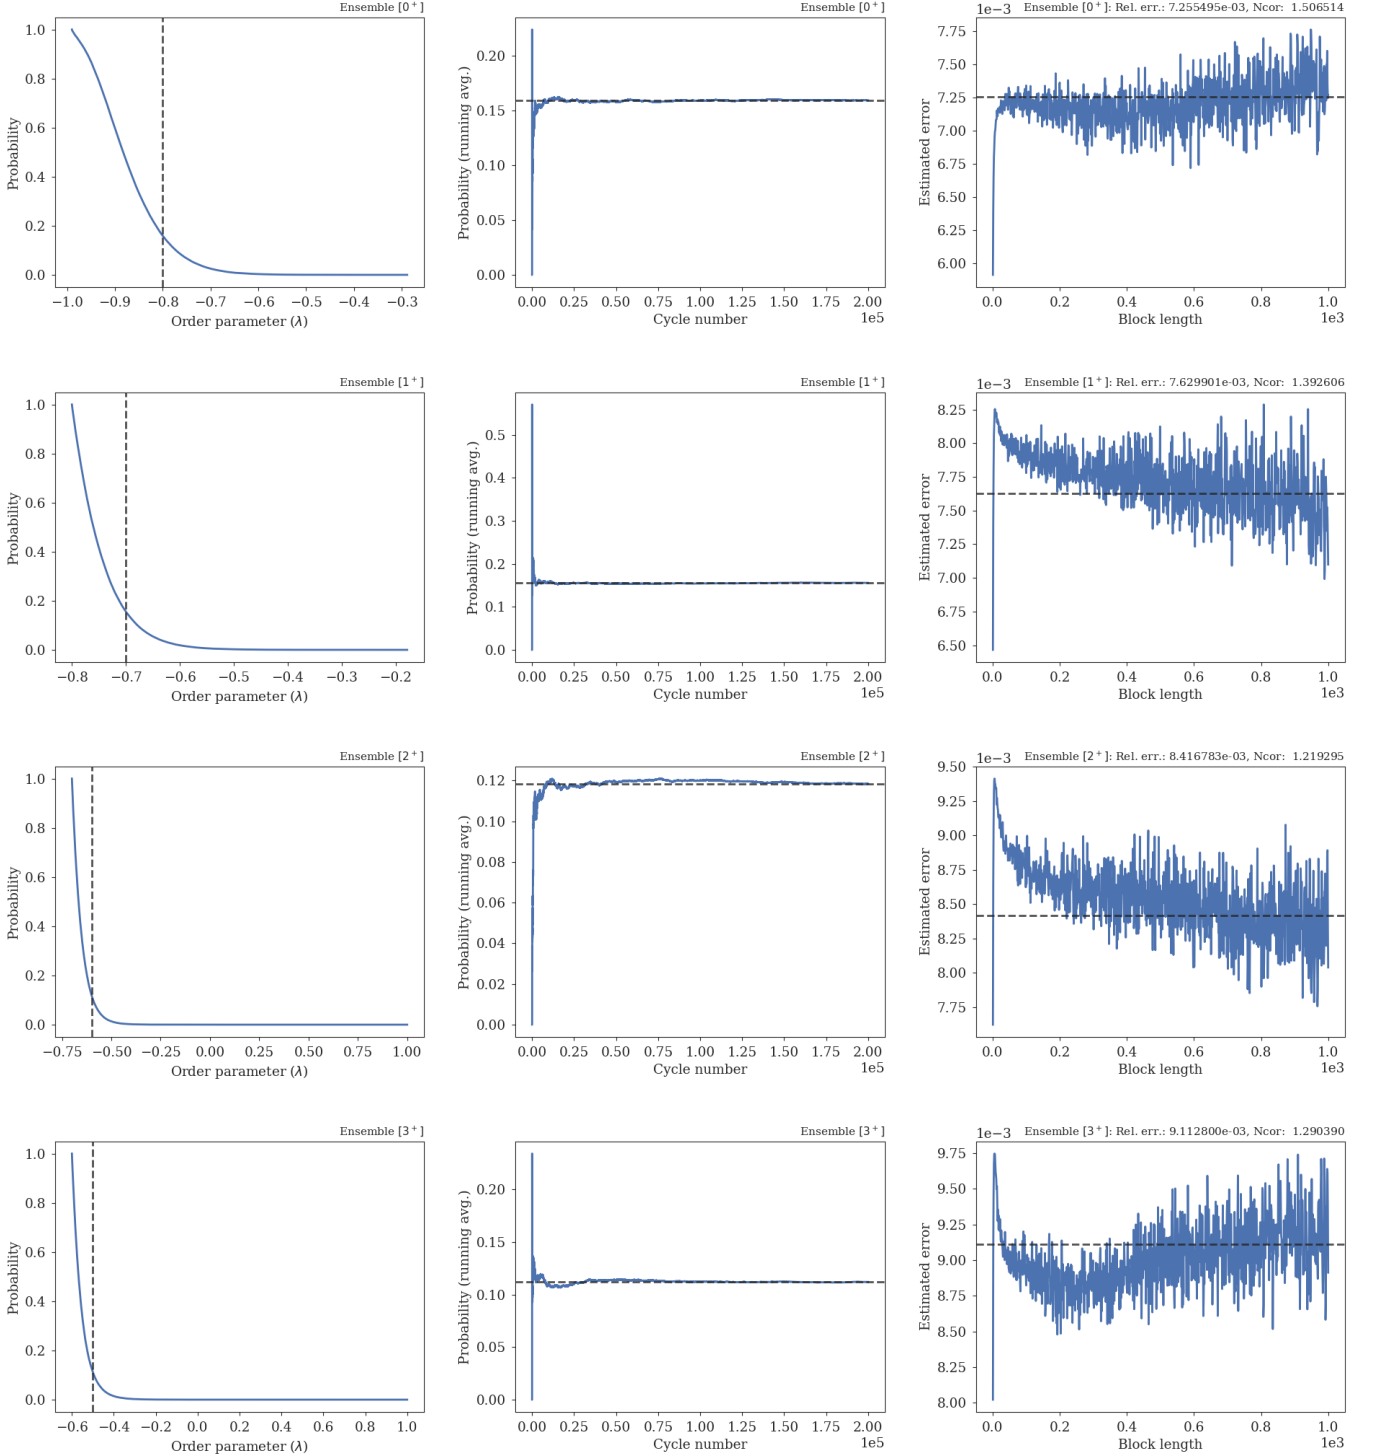 Ensemble [0⁺]
Probability
1.0
0.8
0.6
0.4
0.2
0.0
−1.0 −0.9 −0.8 −0.7 −0.6 −0.5 −0.4 −0.3
Order parameter (λ)
Ensemble [0⁺]
Probability (running avg.)
0.20
0.15
0.10
0.05
0.00
0.00 0.25 0.50 0.75 1.00 1.25 1.50 1.75 2.00
1e5
Cycle number
1e−3
Ensemble [0⁺]: Rel. err.: 7.255495e-03, Ncor: 1.506514
Estimated error
7.75
7.50
7.25
7.00
6.75
6.50
6.25
6.00
0.0 0.2 0.4 0.6 0.8 1.0
1e3
Block length
Ensemble [1⁺]
Probability
1.0
0.8
0.6
0.4
0.2
0.0
−0.8 −0.7 −0.6 −0.5 −0.4 −0.3 −0.2
Order parameter (λ)
Ensemble [1⁺]
Probability (running avg.)
0.5
0.4
0.3
0.2
0.1
0.0
0.00 0.25 0.50 0.75 1.00 1.25 1.50 1.75 2.00
1e5
Cycle number
1e−3
Ensemble [1⁺]: Rel. err.: 7.629901e-03, Ncor: 1.392606
Estimated error
8.25
8.00
7.75
7.50
7.25
7.00
6.75
6.50
0.0 0.2 0.4 0.6 0.8 1.0
1e3
Block length
Ensemble [2⁺]
Probability
1.0
0.8
0.6
0.4
0.2
0.0
−0.75 −0.50 −0.25 0.00 0.25 0.50 0.75 1.00
Order parameter (λ)
Ensemble [2⁺]
Probability (running avg.)
0.12
0.10
0.08
0.06
0.04
0.02
0.00
0.00 0.25 0.50 0.75 1.00 1.25 1.50 1.75 2.00
1e5
Cycle number
1e−3
Ensemble [2⁺]: Rel. err.: 8.416783e-03, Ncor: 1.219295
Estimated error
9.50
9.25
9.00
8.75
8.50
8.25
8.00
7.75
0.0 0.2 0.4 0.6 0.8 1.0
1e3
Block length
Ensemble [3⁺]
Probability
1.0
0.8
0.6
0.4
0.2
0.0
−0.6 −0.4 −0.2 0.0 0.2 0.4 0.6 0.8 1.0
Order parameter (λ)
Ensemble [3⁺]
Probability (running avg.)
0.20
0.15
0.10
0.05
0.00
0.00 0.25 0.50 0.75 1.00 1.25 1.50 1.75 2.00
1e5
Cycle number
1e−3
Ensemble [3⁺]: Rel. err.: 9.112800e-03, Ncor: 1.290390
Estimated error
9.75
9.50
9.25
9.00
8.75
8.50
8.25
8.00
0.0 0.2 0.4 0.6 0.8 1.0
1e3
Block length